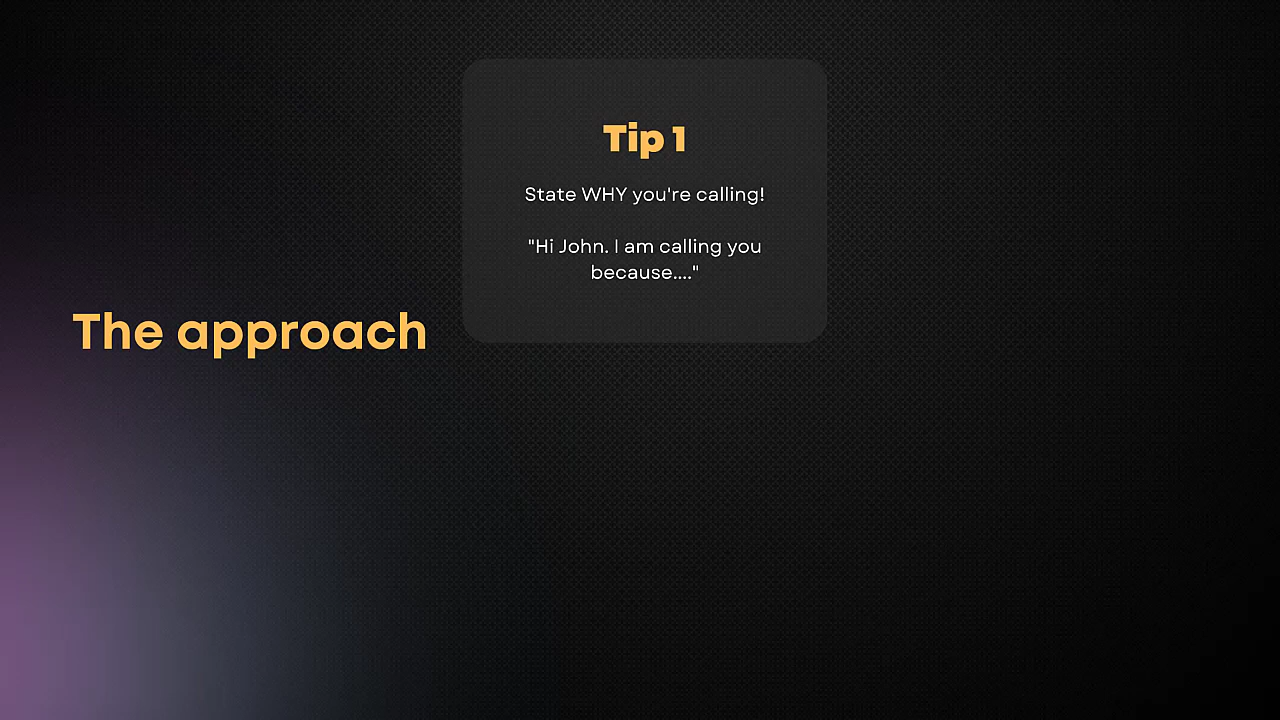 The approach
Tip 1
State WHY you're calling!
"Hi John. I am calling you
because...."